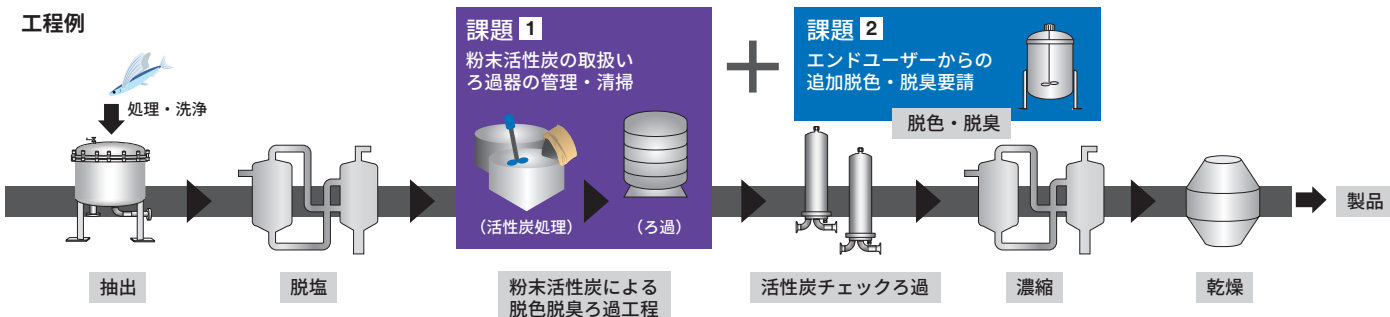 工程例
処理・洗浄
課題 1
粉末活性炭の取扱い
ろ過器の管理・清掃
(活性炭処理)
(ろ過)
+
課題 2
エンドユーザーからの
追加脱色・脱臭要請
脱色・脱臭
製品
抽出
脱塩
粉末活性炭による
脱色脱臭ろ過工程
活性炭チェックろ過
濃縮
乾燥